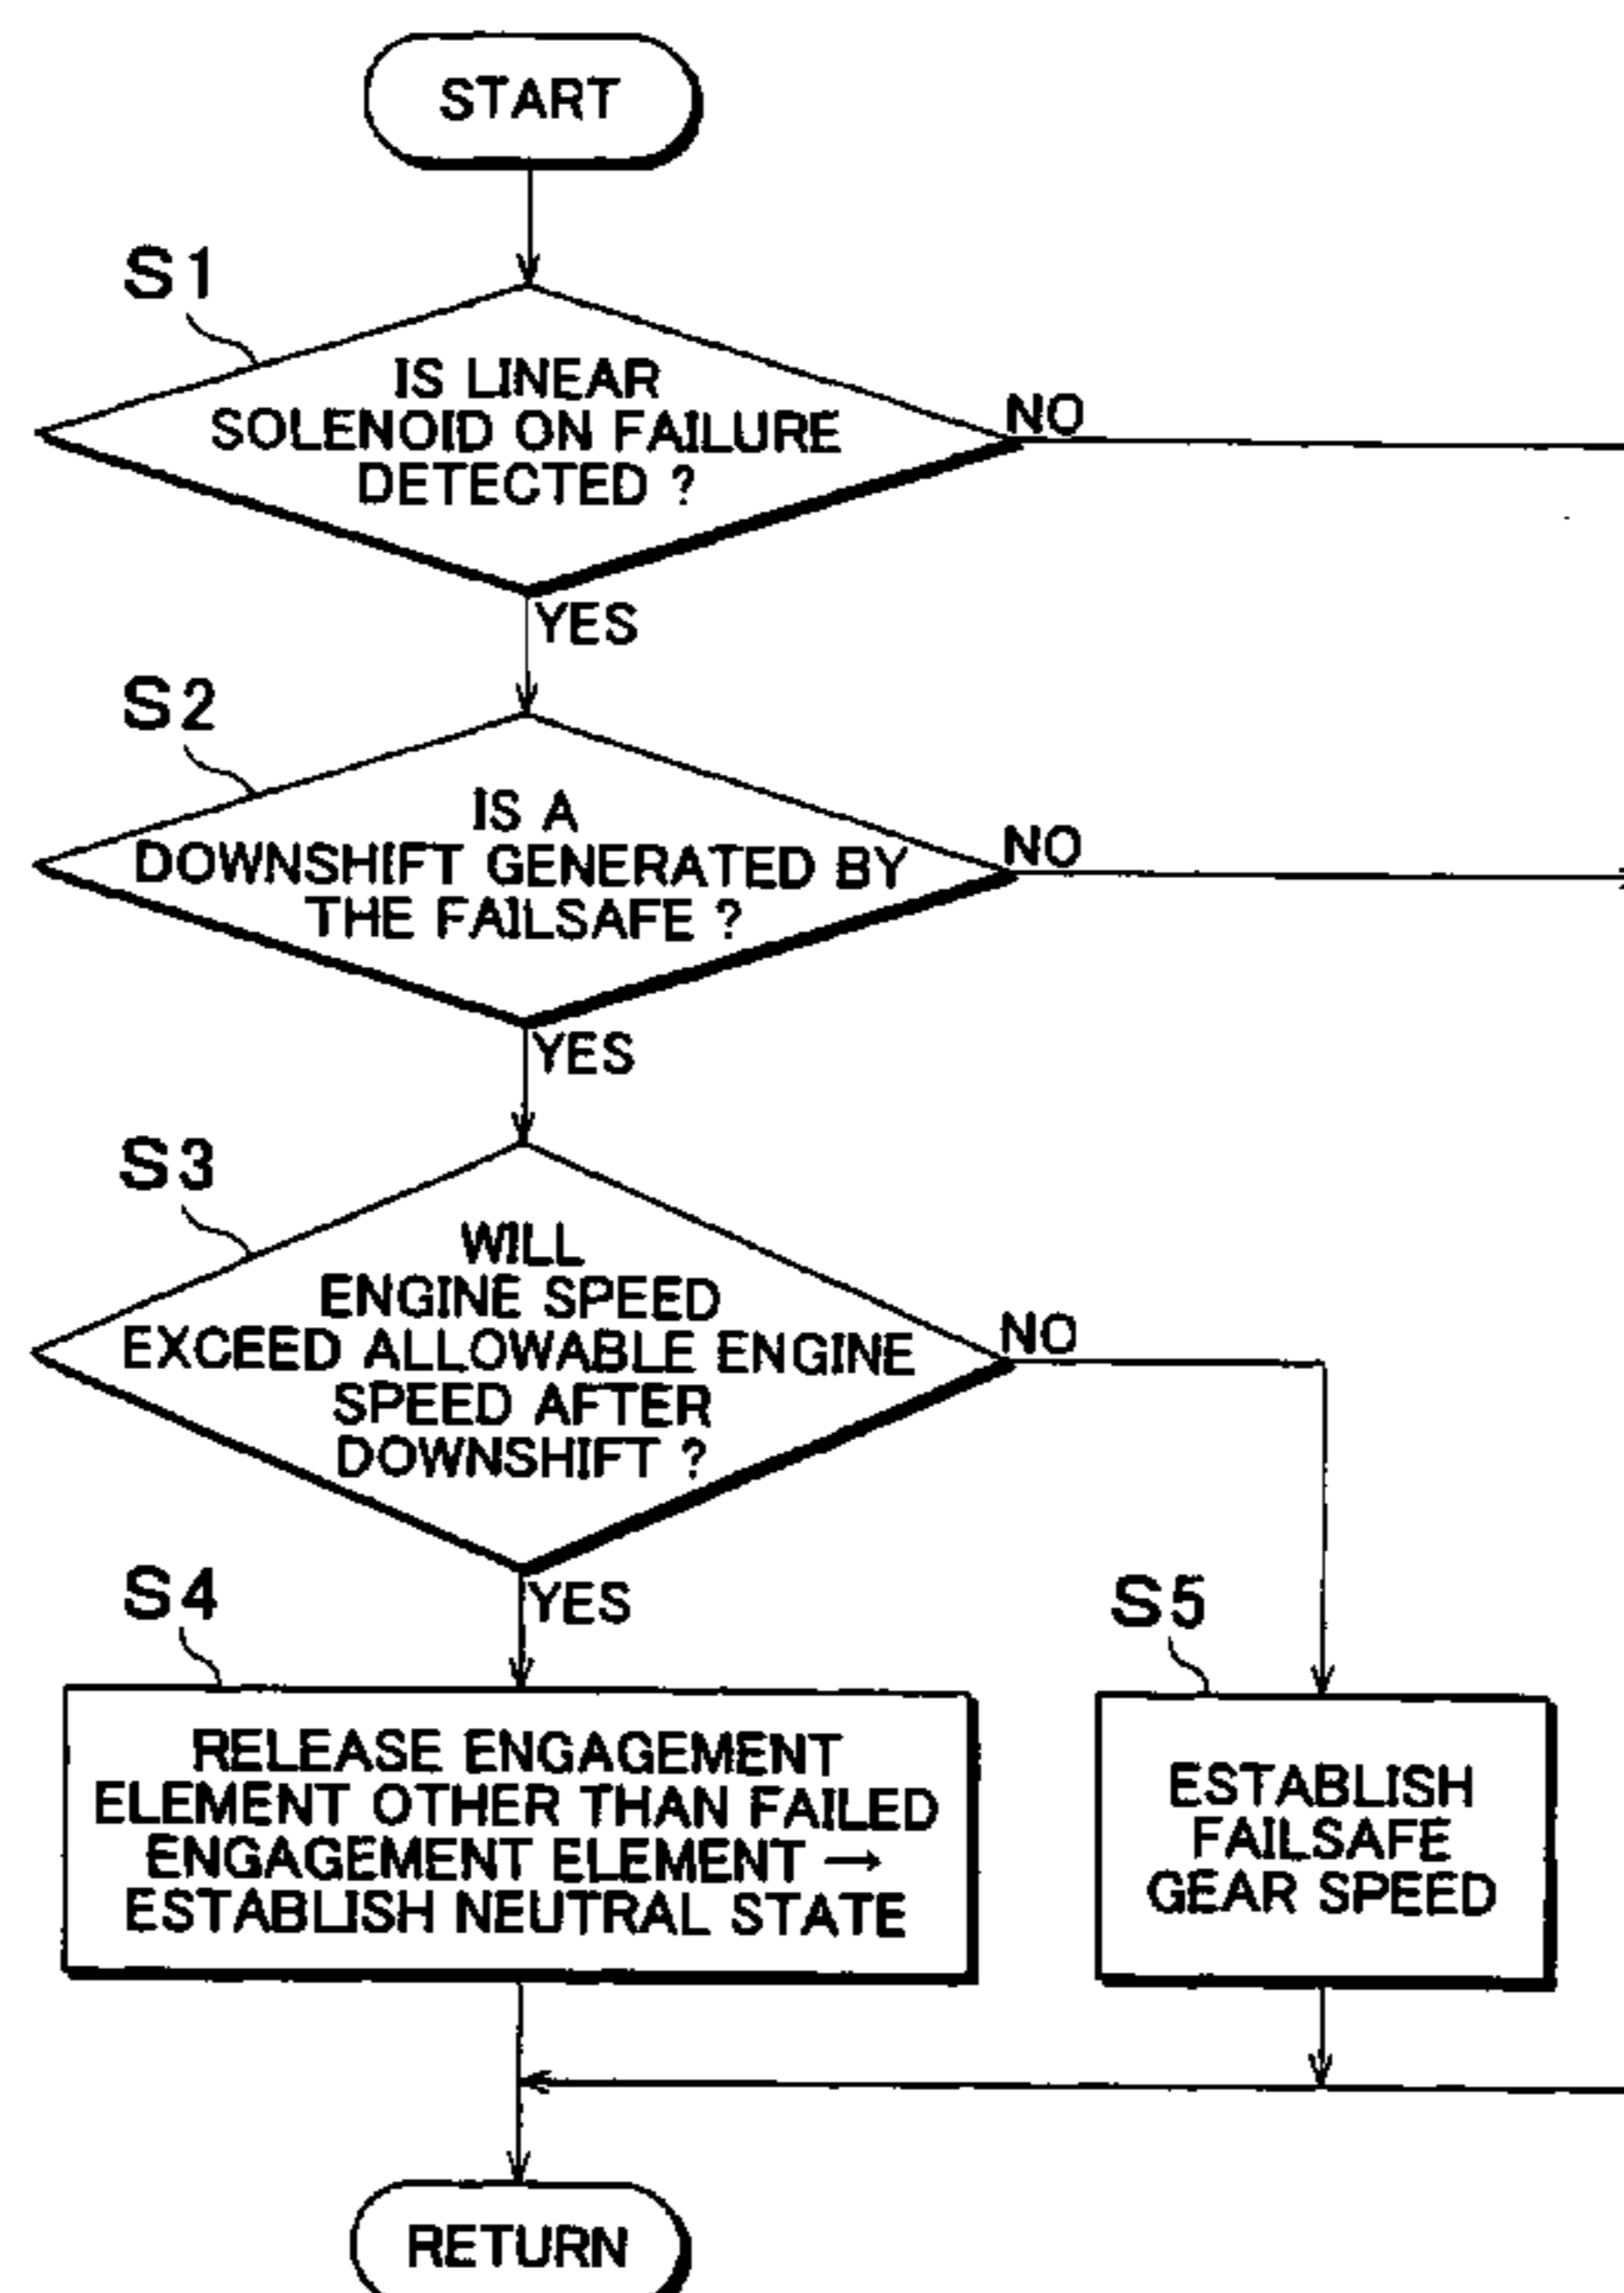 START
S1
IS LINEAR
SOLENOID ON FAILURE
DETECTED ?
NO
YES
S2
IS A
DOWNSHIFT GENERATED BY
THE FAILSAFE ?
NO
YES
S3
WILL
ENGINE SPEED
EXCEED ALLOWABLE ENGINE
SPEED AFTER
DOWNSHIFT ?
NO
YES
S4
RELEASE ENGAGEMENT
ELEMENT OTHER THAN FAILED
ENGAGEMENT ELEMENT →
ESTABLISH NEUTRAL STATE
S5
ESTABLISH
FAILSAFE
GEAR SPEED
RETURN